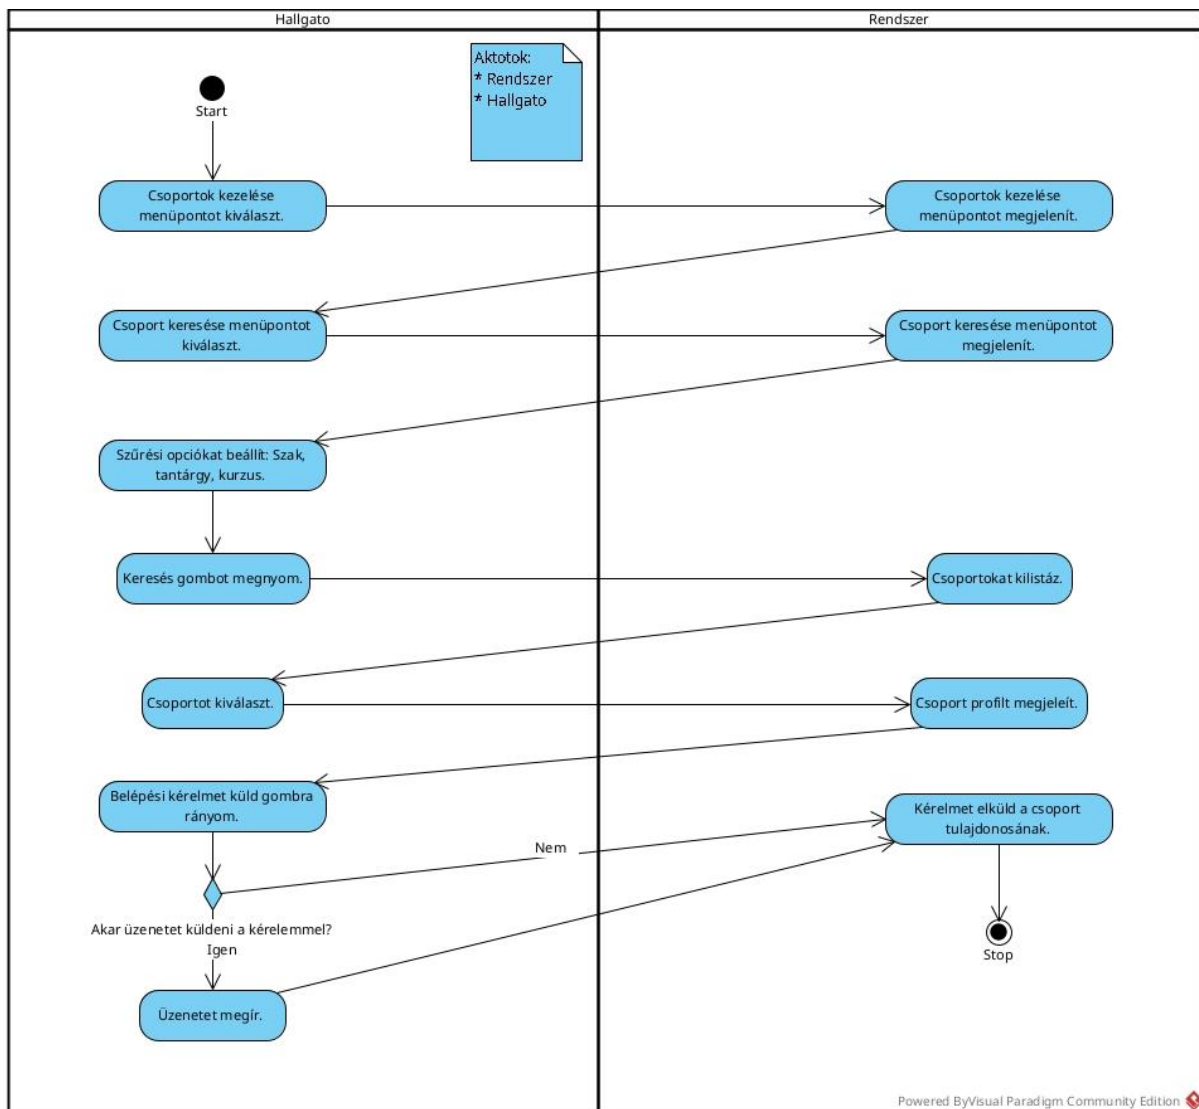 Hallgato
Rendszer
Aktotok:
* Rendszer
* Hallgato
Start
Csoportok kezelése
menüpontot kiválaszt.
Csoportok kezelése
menüpontot megjelenít.
Csoport keresése menüpontot
kiválaszt.
Csoport keresése menüpontot
megjelenít.
Szűrési opciókat beállít: Szak,
tantárgy, kurzus.
Keresés gombot megnyom.
Csoportokat kilistáz.
Csoportot kiválaszt.
Csoport profilt megjeleít.
Belépési kérelmet küld gombra
rányom.
Kérelmet elküld a csoport
tulajdonosának.
Nem
Akar üzenetet küldeni a kérelemmel?
Igen
Stop
Üzenetet megír.
Powered ByVisual Paradigm Community Edition